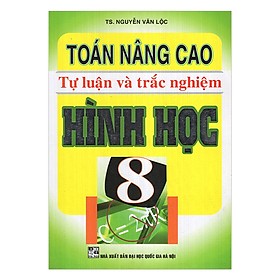 TS. NGUYỄN VĂN LỘC
TOÁN NÂNG CAO
Tự luận và trắc nghiệm
HÌNH HỌC
8
NHÀ XUẤT BẢN ĐẠI HỌC QUỐC GIA HÀ NỘI